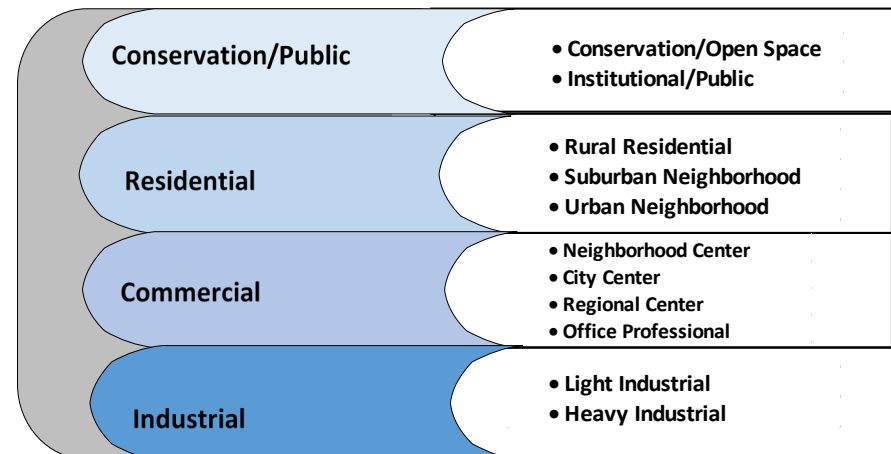 Conservation/Public
• Conservation/Open Space
• Institutional/Public
Residential
• Rural Residential
• Suburban Neighborhood
• Urban Neighborhood
Commercial
• Neighborhood Center
• City Center
• Regional Center
• Office Professional
Industrial
• Light Industrial
• Heavy Industrial